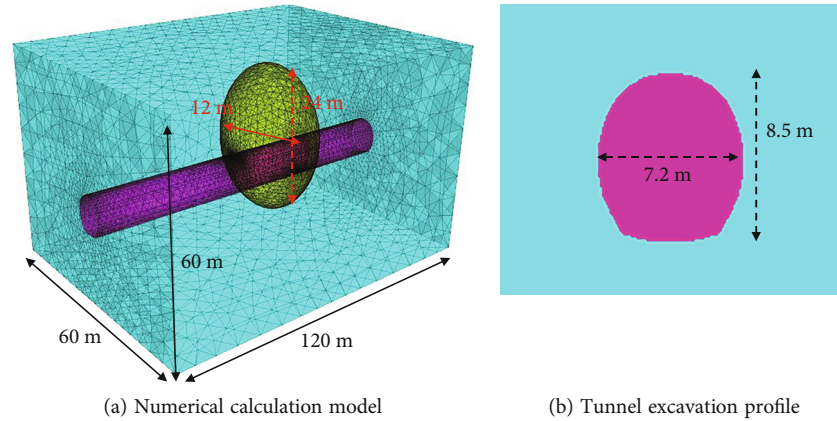 12 m
24 m
60 m
60 m
120 m
(a) Numerical calculation model
8.5 m
7.2 m
(b) Tunnel excavation profile